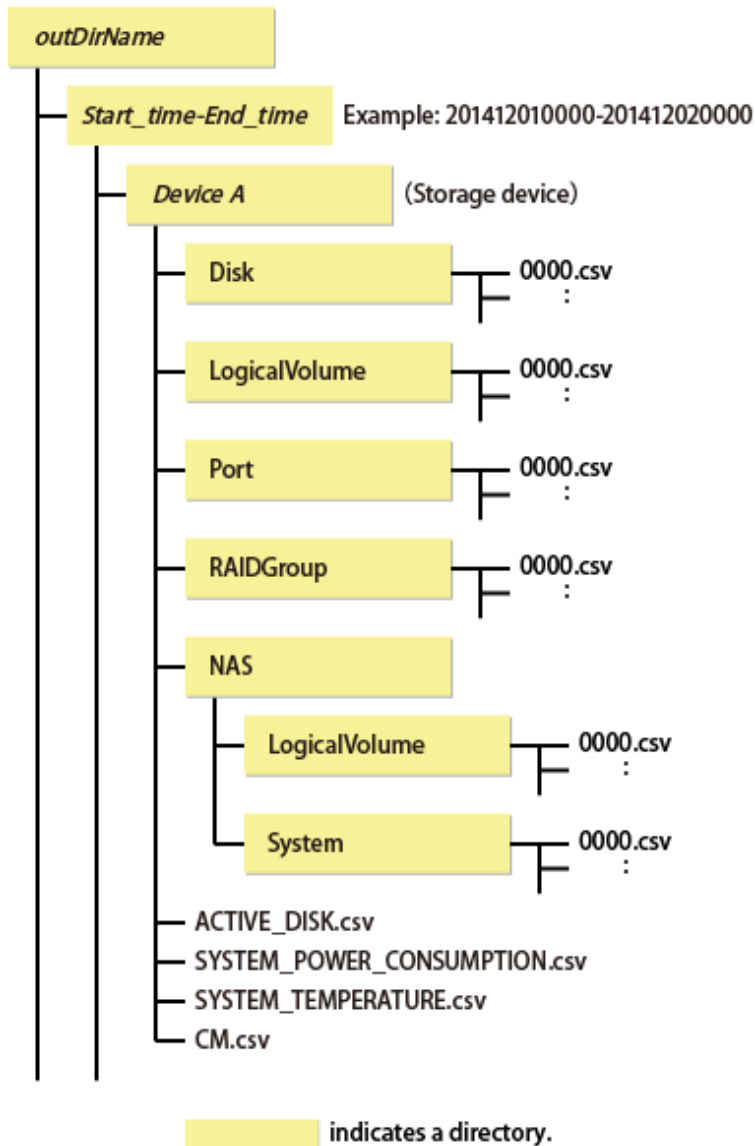 outDirName
Start_time-End_time Example: 201412010000-201412020000
Device A (Storage device)
Disk 0000.csv
:
LogicalVolume 0000.csv
:
Port 0000.csv
:
RAIDGroup 0000.csv
:
NAS
LogicalVolume 0000.csv
:
System 0000.csv
:
ACTIVE_DISK.csv
SYSTEM_POWER_CONSUMPTION.csv
SYSTEM_TEMPERATURE.csv
CM.csv
indicates a directory.